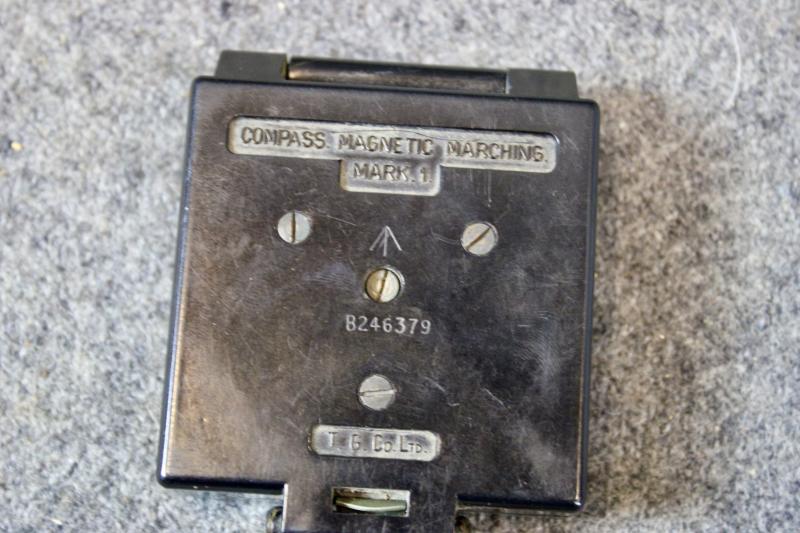 COMPASS. MAGNETIC MARCHING.
MARK. 1.
B246379
T. G. Co. LTD.